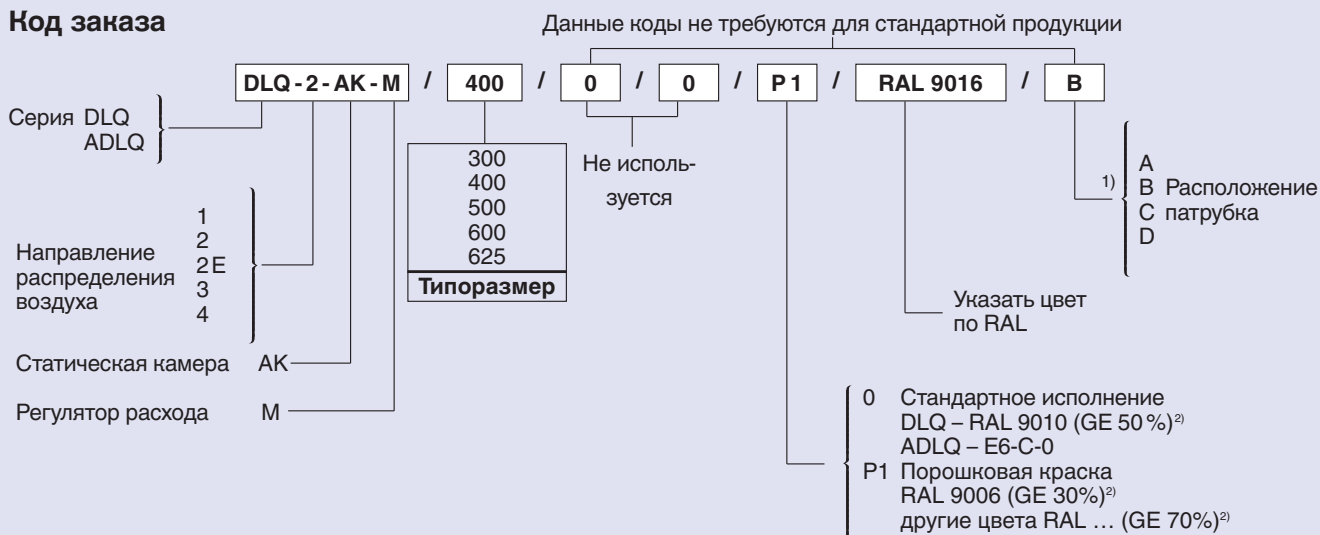 Код заказа
Данные коды не требуются для стандартной продукции
DLQ - 2 - AK - M / 400 / 0 / 0 / P 1 / RAL 9016 / B
Серия DLQ
ADLQ
300
400
500
600
625
Типоразмер
Не исполь-
зуется
1)
A
B Расположение
C патрубка
D
Направление
распределения
воздуха
1
2
2 E
3
4
Указать цвет
по RAL
Статическая камера AK
Регулятор расхода M
0 Стандартное исполнение
DLQ – RAL 9010 (GE 50 %)2)
ADLQ – E6-C-0
P1 Порошковая краска
RAL 9006 (GE 30%)2)
другие цвета RAL … (GE 70%)2)